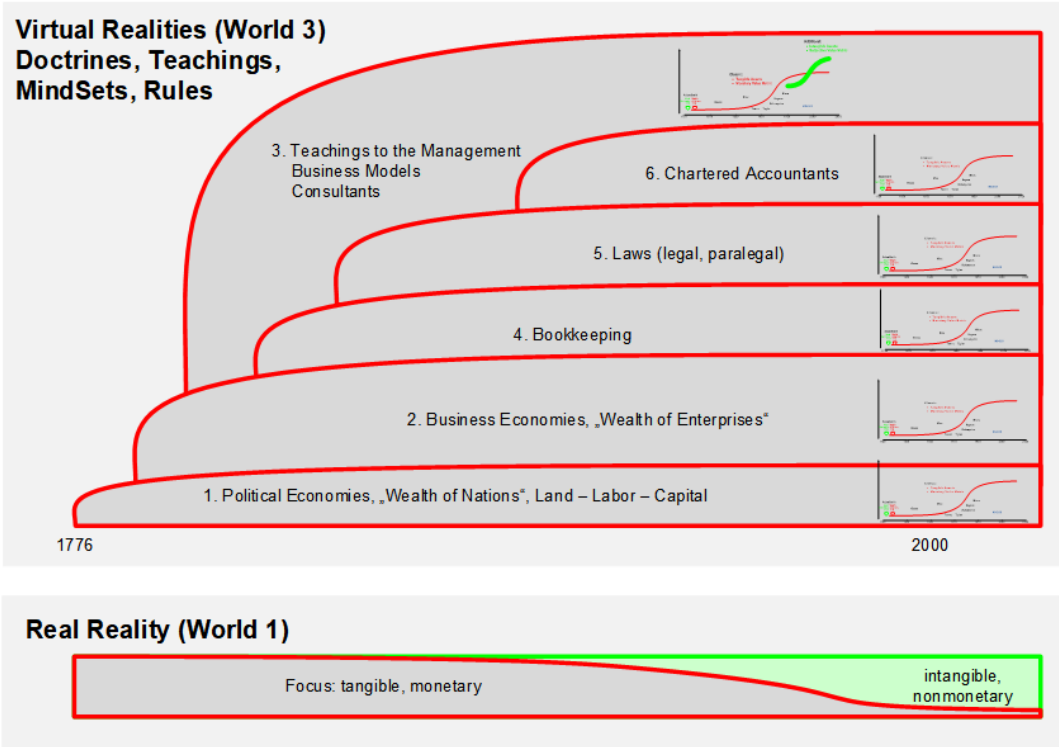 Virtual Realities (World 3)
Doctrines, Teachings,
MindSets, Rules
3. Teachings to the Management
Business Models
Consultants
6. Chartered Accountants
5. Laws (legal, paralegal)
4. Bookkeeping
2. Business Economies, „Wealth of Enterprises“
1. Political Economies, „Wealth of Nations“, Land – Labor – Capital
1776
2000
Real Reality (World 1)
Focus: tangible, monetary
intangible,
nonmonetary